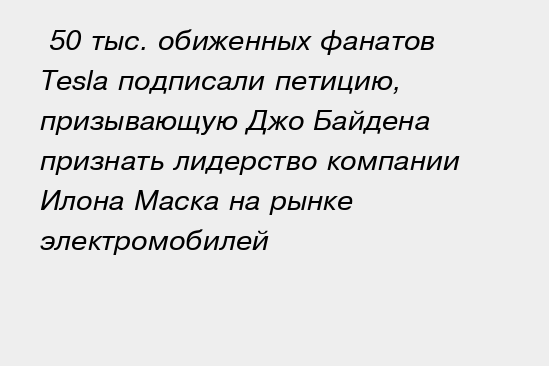 50 тыс. обиженных фанатов
Tesla подписали петицию,
призывающую Джо Байдена
признать лидерство компании
Илона Маска на рынке
электромобилей